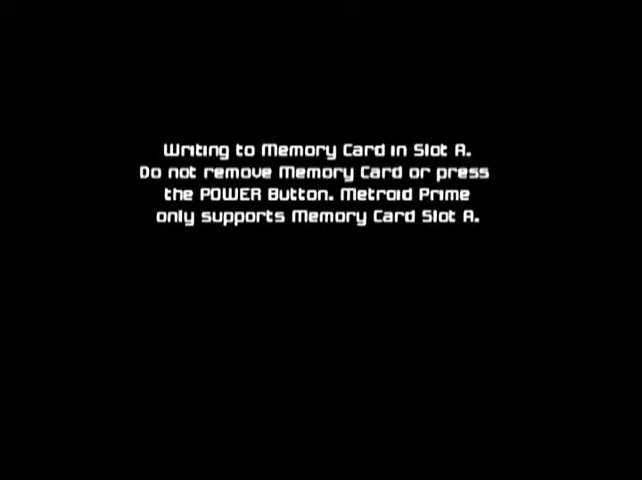 Writing to Memory Card in Slot A.
Do not remove Memory Card or press
the POWER Button. Metroid Prime
only supports Memory Card Slot A.